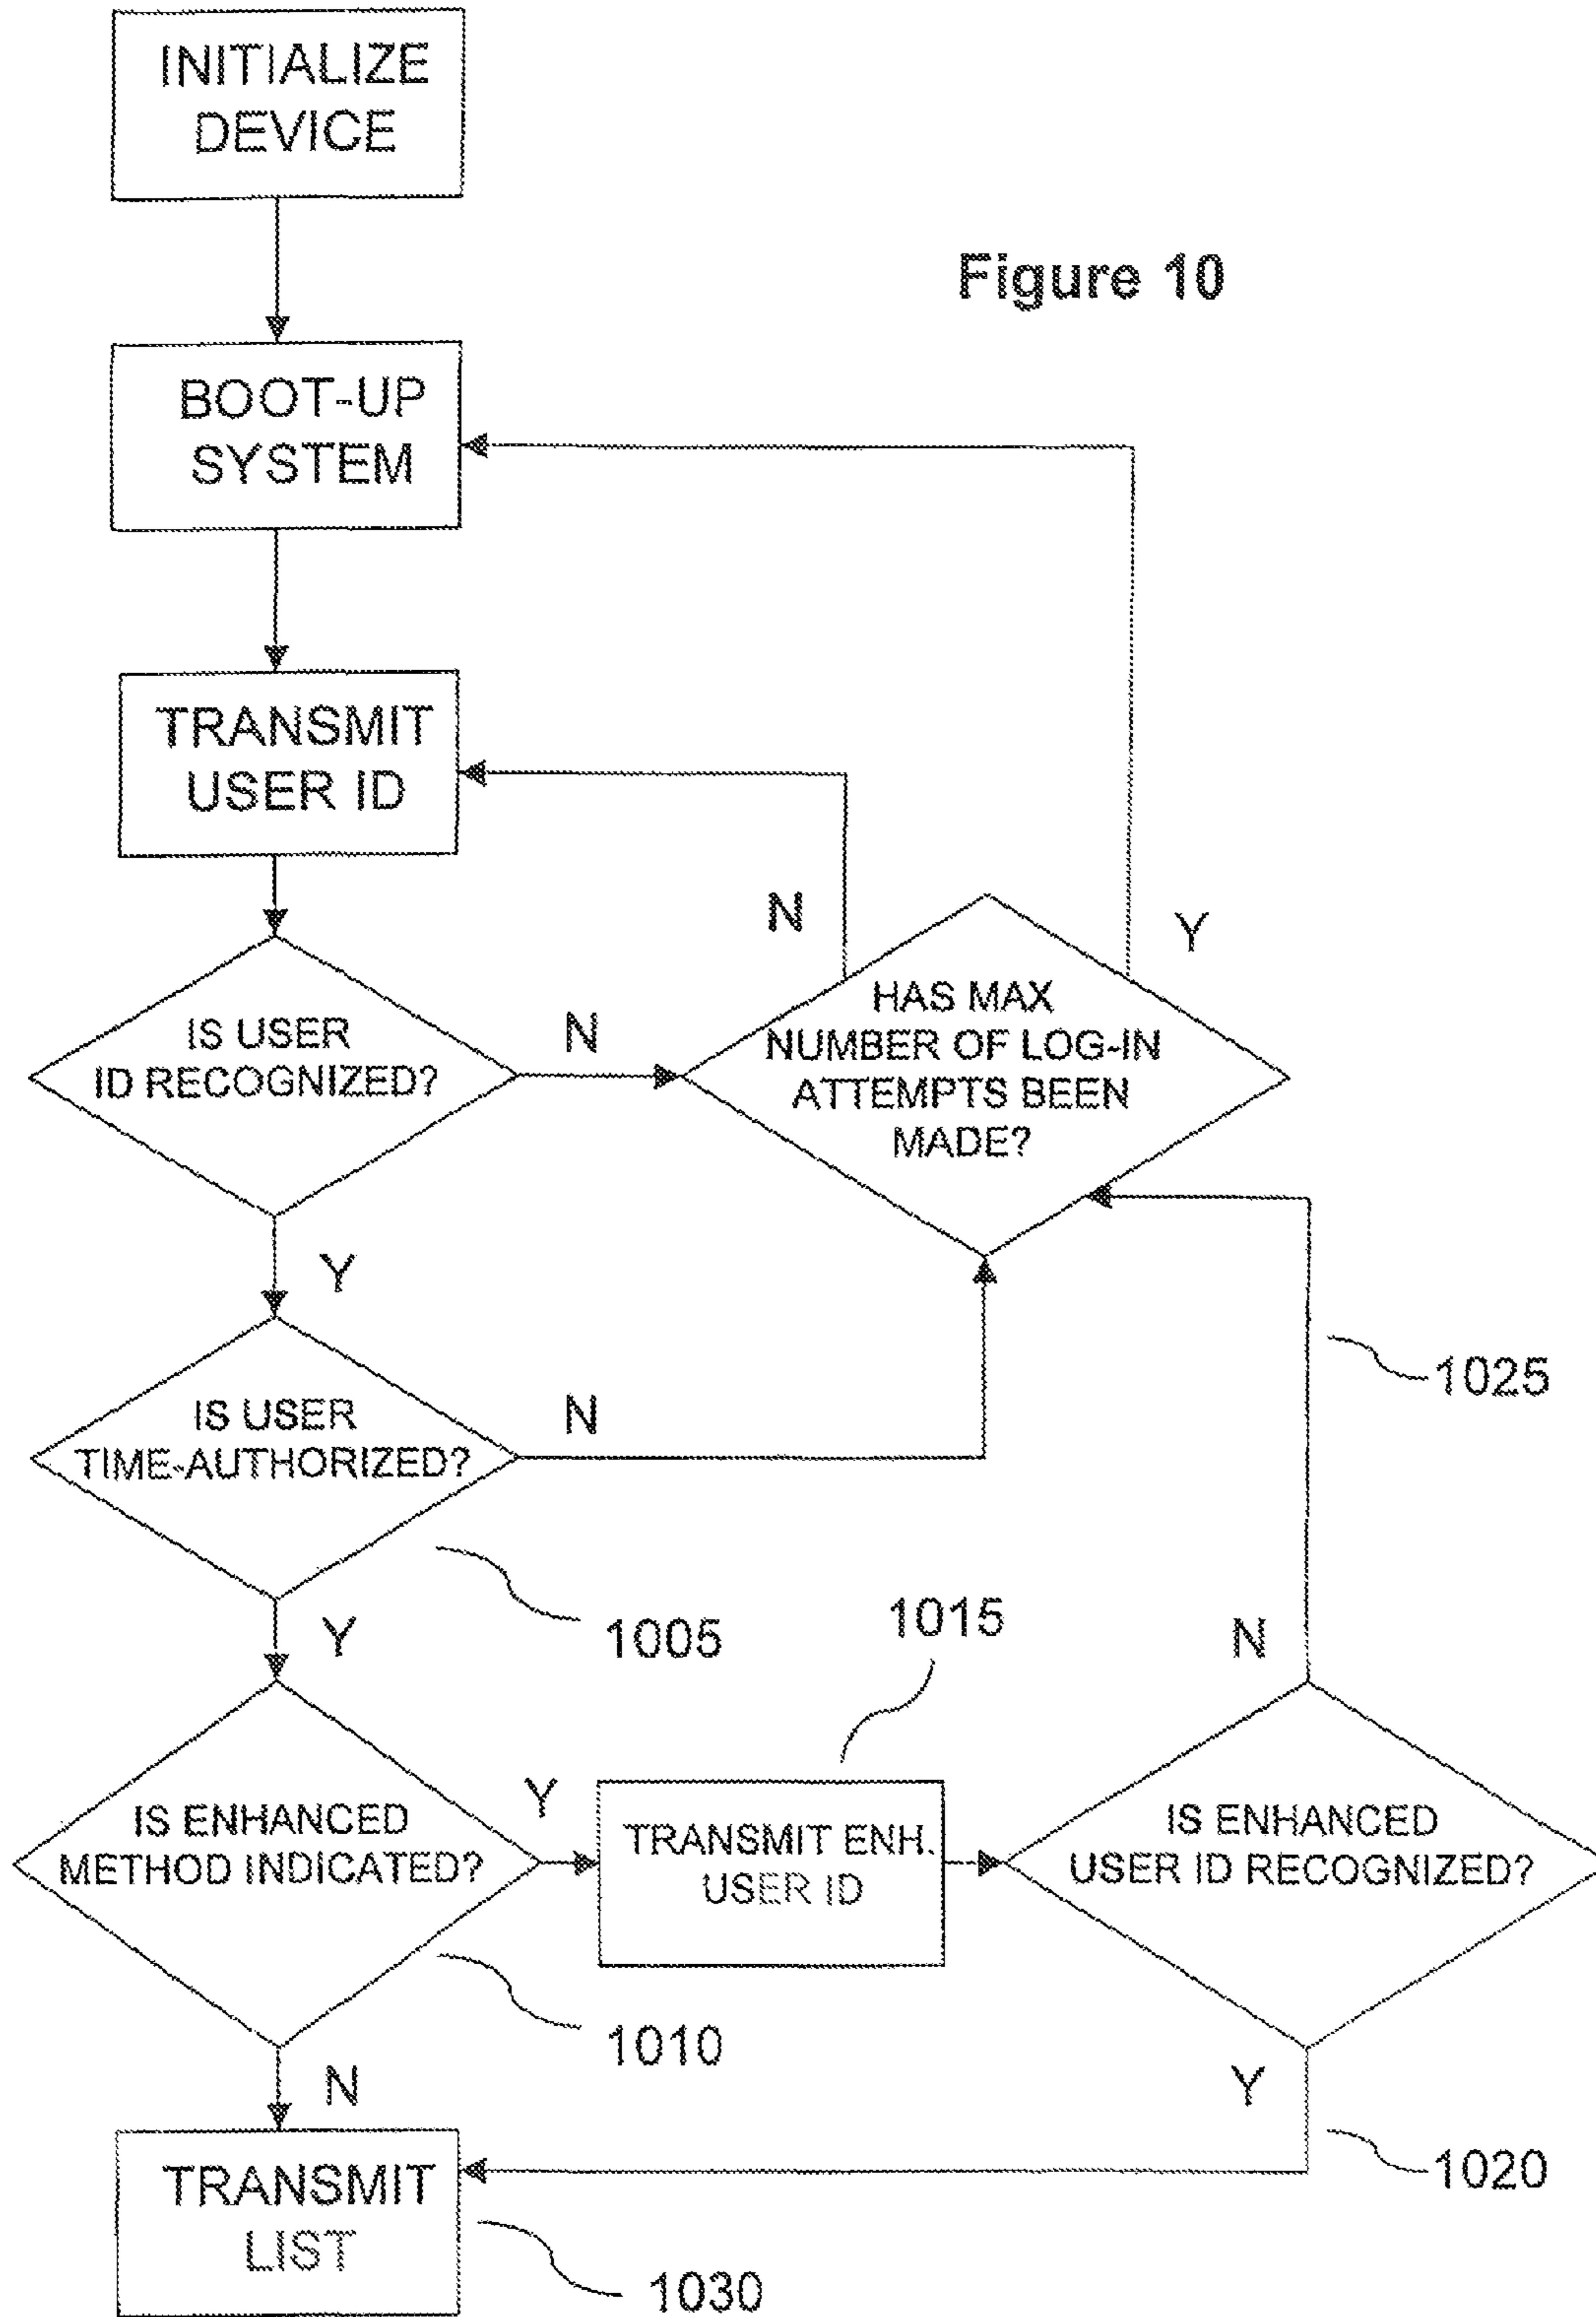 INITIALIZE
DEVICE
Figure 10
BOOT-UP
SYSTEM
TRANSMIT
USER ID
N
Y
IS USER
ID RECOGNIZED?
N
HAS MAX
NUMBER OF LOG-IN
ATTEMPTS BEEN
MADE?
Y
IS USER
TIME-AUTHORIZED?
N
1025
1005
Y
1015
N
IS ENHANCED
METHOD INDICATED?
Y
TRANSMIT ENH.
USER ID
IS ENHANCED
USER ID RECOGNIZED?
1010
N
Y
1020
TRANSMIT
LIST
1030